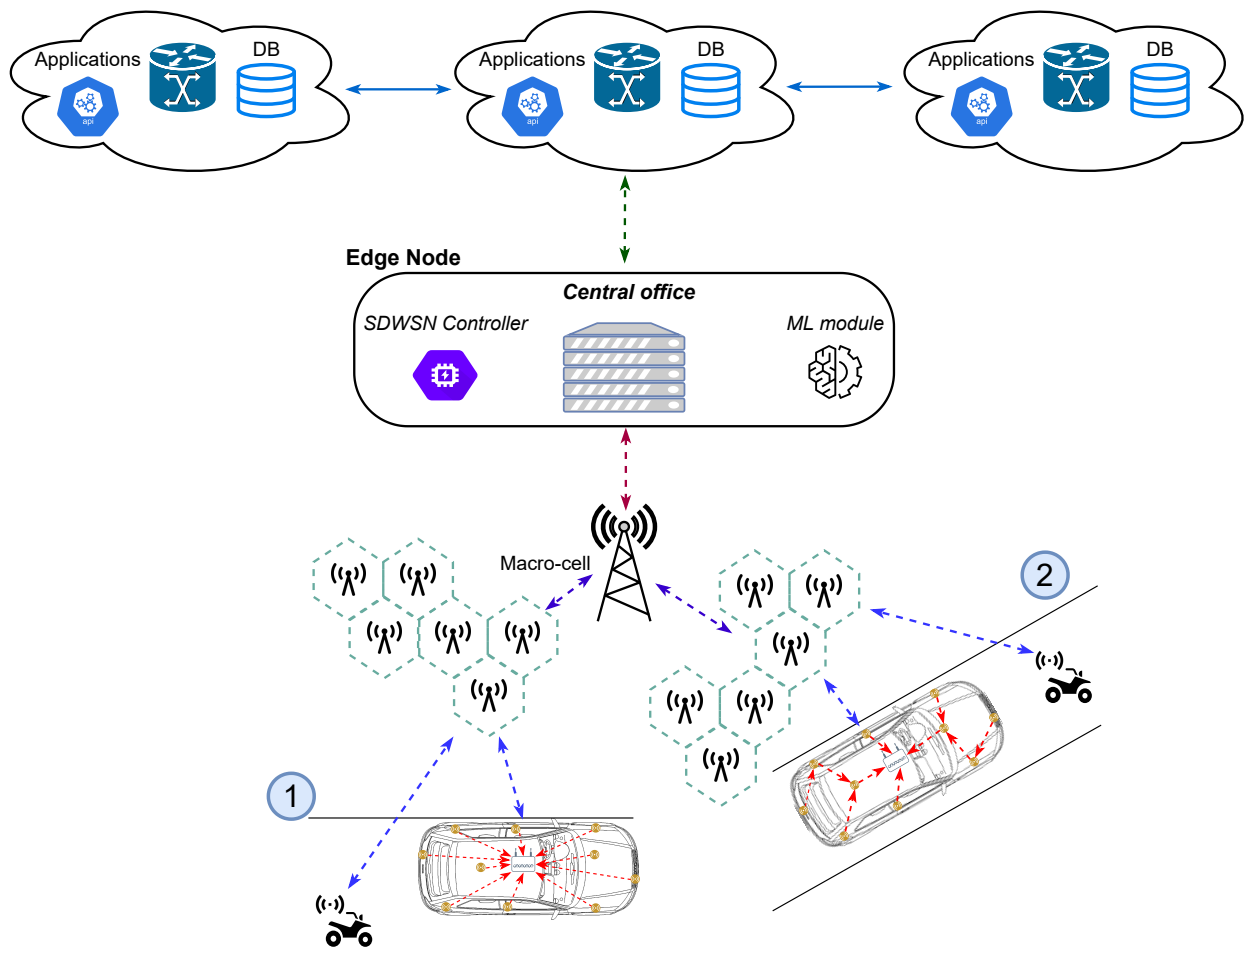 Applications
DB
api
Applications
DB
api
Applications
DB
api
Edge Node
Central office
SDWSN Controller
ML module
Macro-cell
2
1